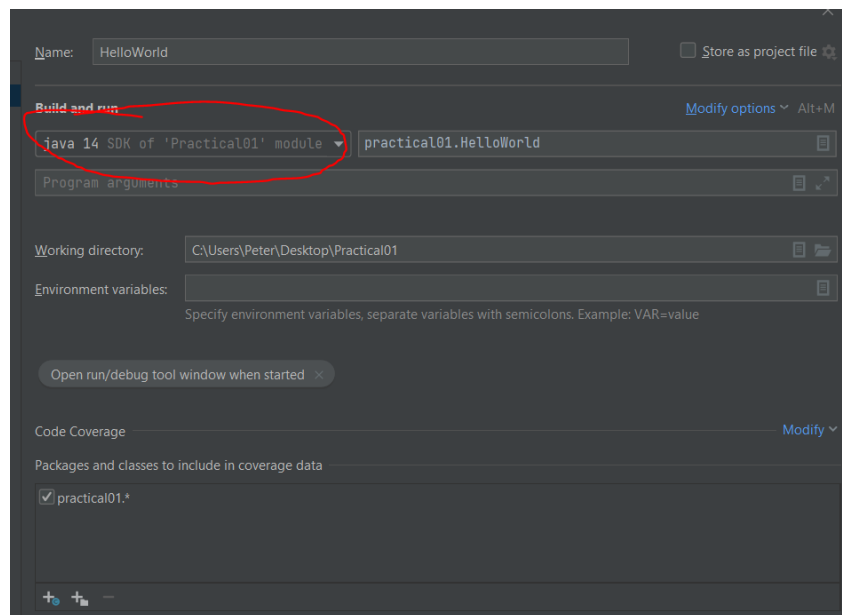 Name: HelloWorld Store as project file
Build and run Modify options Alt+M
java 14 SDK of 'Practical01' module practical01.HelloWorld
Program arguments
Working directory: C:\Users\Peter\Desktop\Practical01
Environment variables:
Specify environment variables, separate variables with semicolons. Example: VAR=value
Open run/debug tool window when started ×
Code Coverage Modify
Packages and classes to include in coverage data
practical01.*